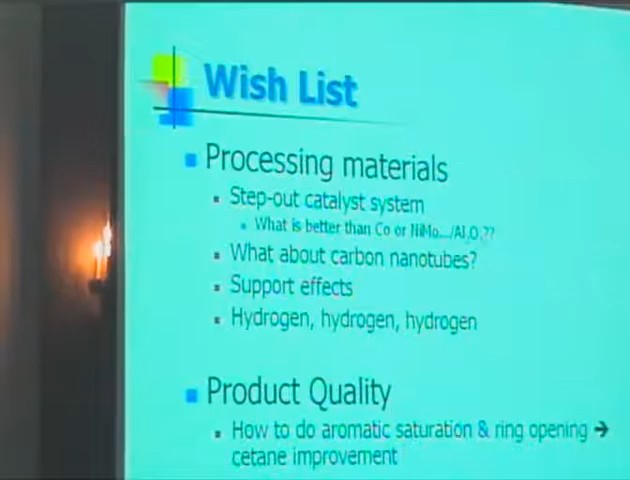 Wish List
Processing materials
Step-out catalyst system
What is better than Co or NiMo.../Al2O3??
What about carbon nanotubes?
Support effects
Hydrogen, hydrogen, hydrogen
Product Quality
How to do aromatic saturation & ring opening →
cetane improvement